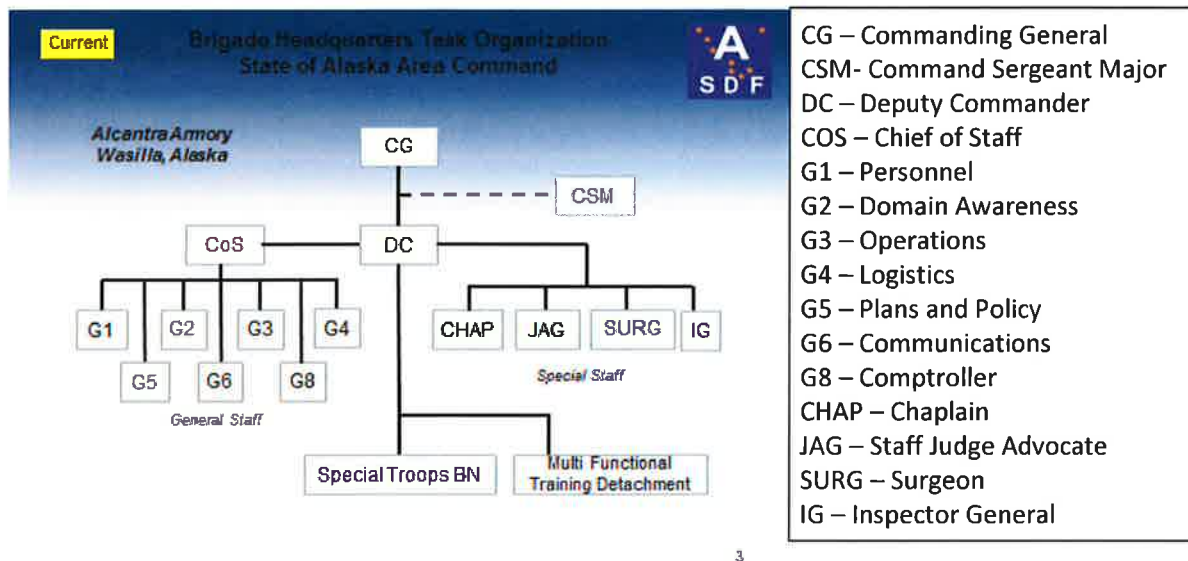 Current
Brigade Headquarters Task Organization
State of Alaska Area Command
A
S D F
Alcantra Armory
Wasilla, Alaska
CG
CSM
CoS
DC
G1
G2
G3
G4
CHAP
JAG
SURG
IG
G5
G6
G8
Special Staff
General Staff
Special Troops BN
Multi Functional
Training Detachment
3
CG – Commanding General
CSM- Command Sergeant Major
DC – Deputy Commander
COS – Chief of Staff
G1 – Personnel
G2 – Domain Awareness
G3 – Operations
G4 – Logistics
G5 – Plans and Policy
G6 – Communications
G8 – Comptroller
CHAP – Chaplain
JAG – Staff Judge Advocate
SURG – Surgeon
IG – Inspector General